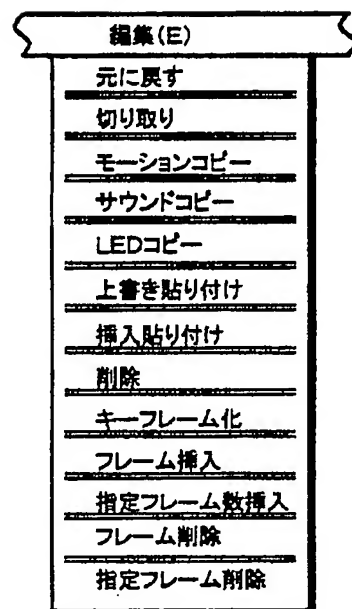 編集(E)
元に戻す
切り取り
モーションコピー
サウンドコピー
LEDコピー
上書き貼り付け
挿入貼り付け
削除
キーフレーム化
フレーム挿入
指定フレーム数挿入
フレーム削除
指定フレーム削除